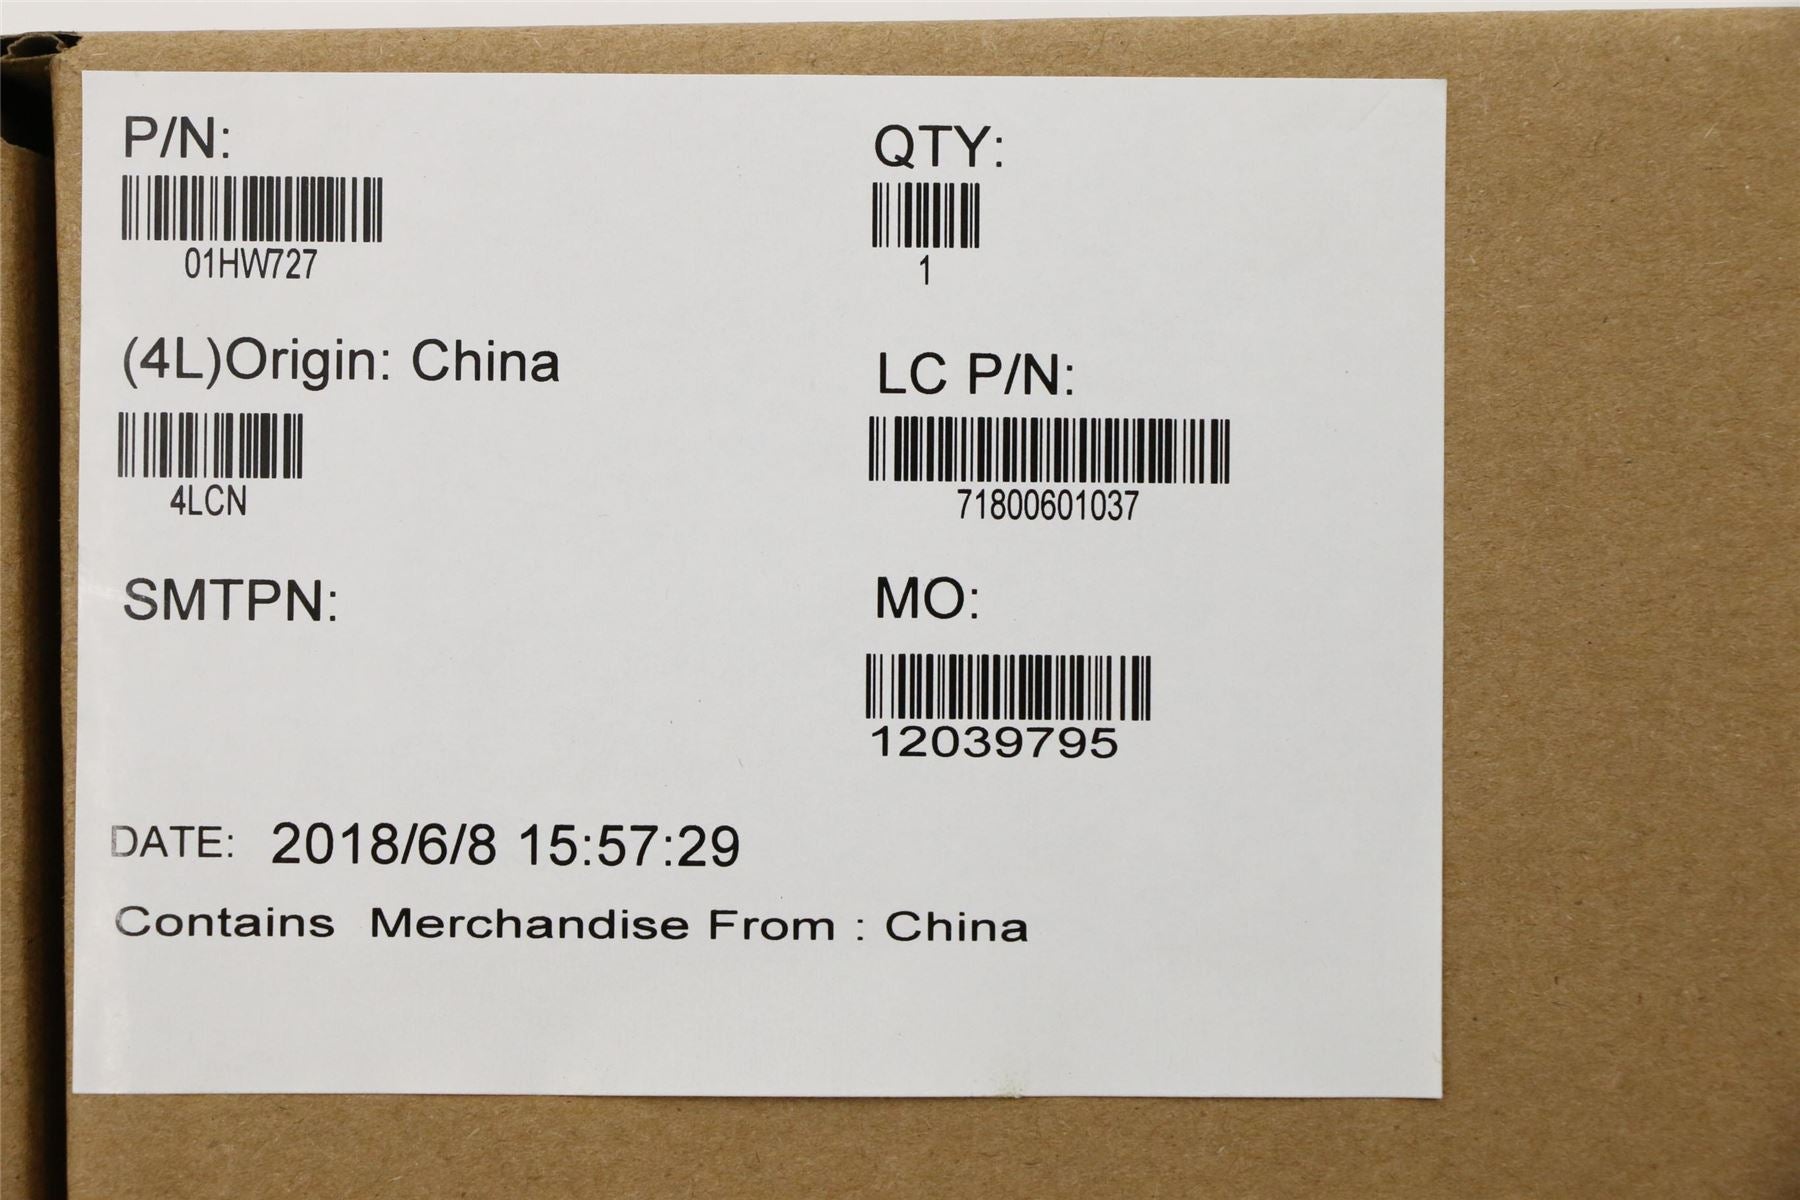 P/N:
01HW727
QTY:
1
(4L)Origin: China
4LCN
LC P/N:
71800601037
SMTPN:
MO:
12039795
DATE: 2018/6/8 15:57:29
Contains Merchandise From : China